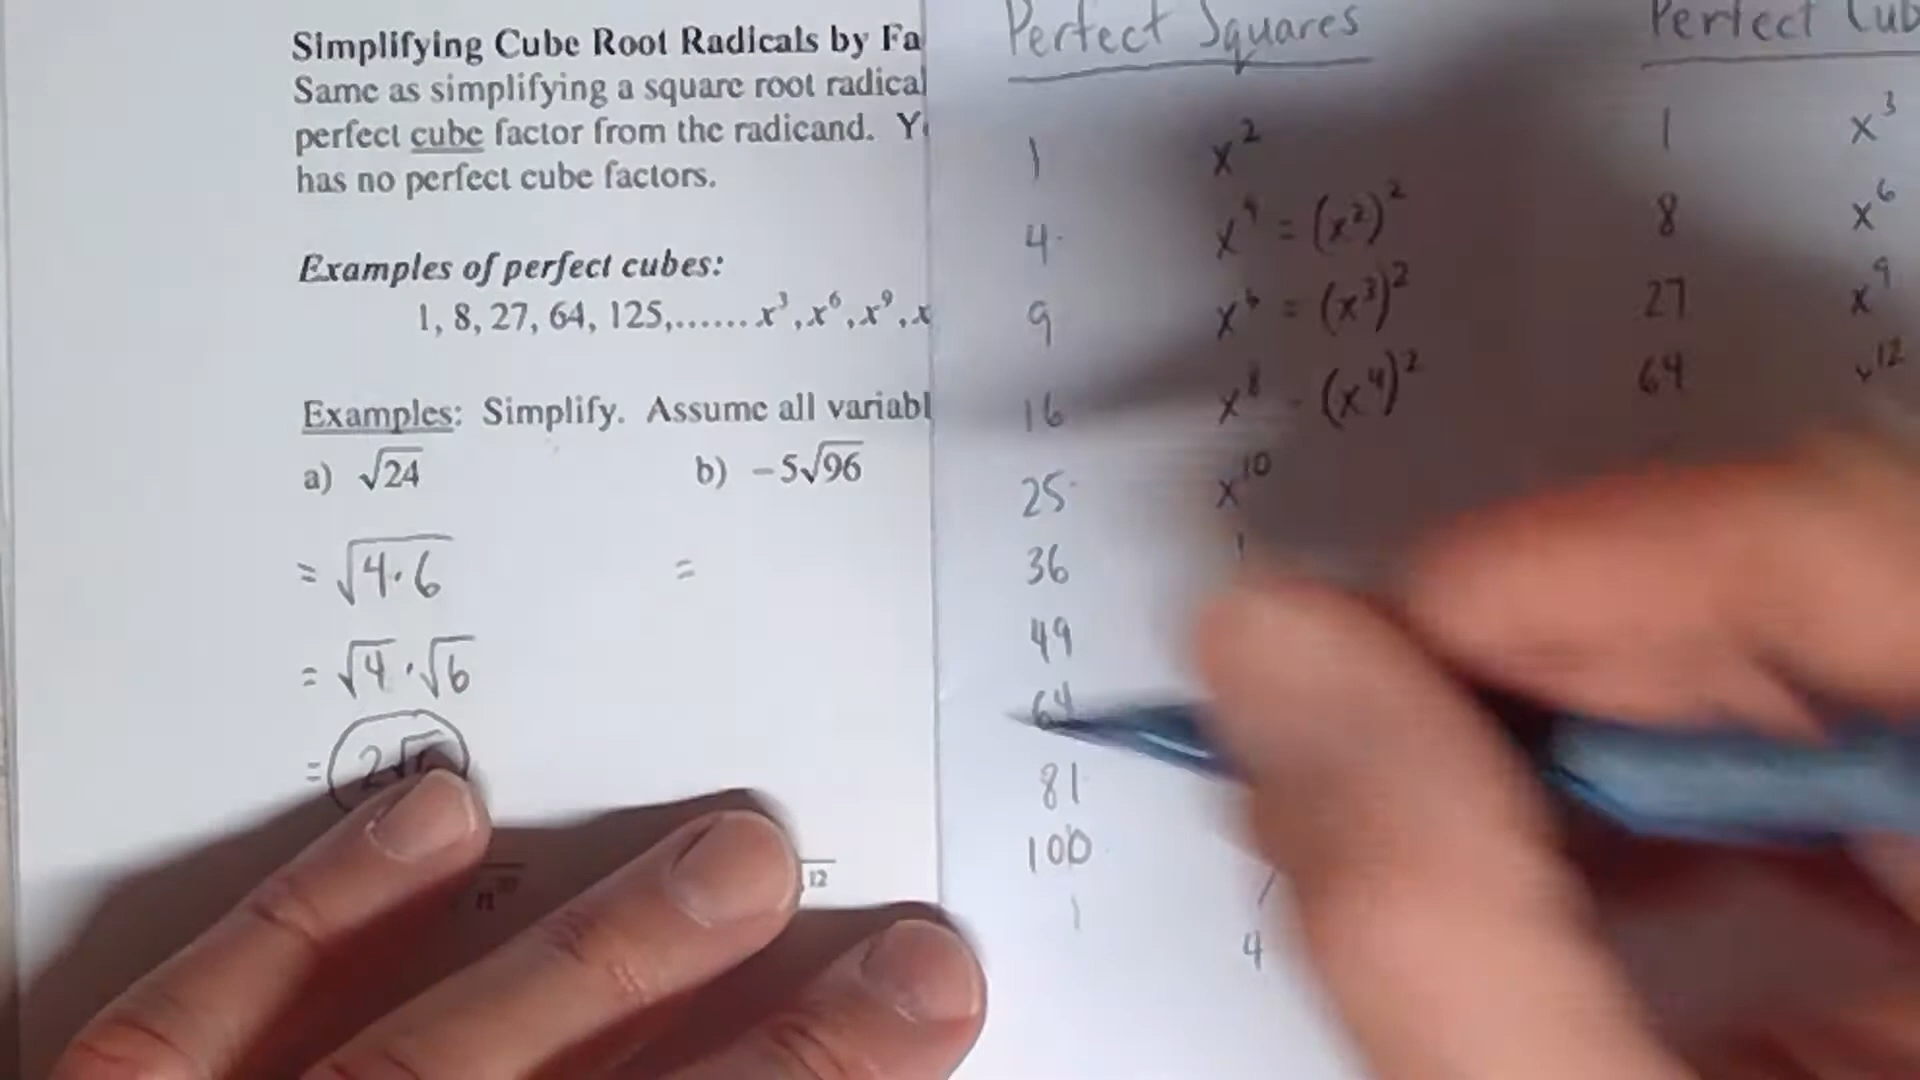 Simplifying Cube Root Radicals by Fa
Same as simplifying a square root radical
perfect cube factor from the radicand. Y
has no perfect cube factors.
Examples of perfect cubes:
1, 8, 27, 64, 125,...... x³, x⁶, x⁹, x
Examples: Simplify. Assume all variabl
a) √24
b) −5√96
= √4·6
=
= √4 · √6
= 2√
12
Perfect Squares
1 x²
4 x⁴ = (x²)²
9 x⁶ = (x³)²
16 x⁸ = (x⁴)²
25 x¹⁰
36
49
64
81
100
4
Perfect Cub
1 x³
8 x⁶
27 x⁹
64 x¹²